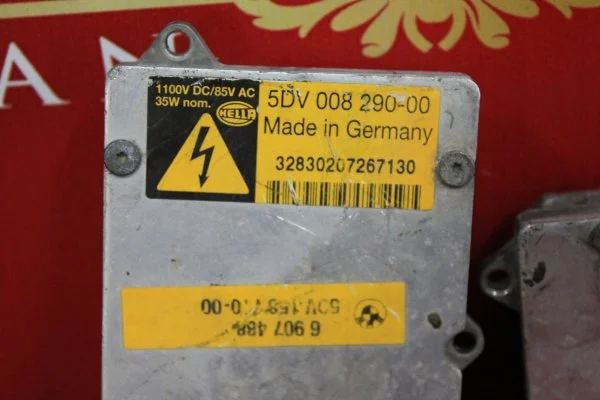 A N
1100V DC/85V AC
35W nom.
HELLA
5DV 008 290-00
Made in Germany
32830207267130
6 907 488